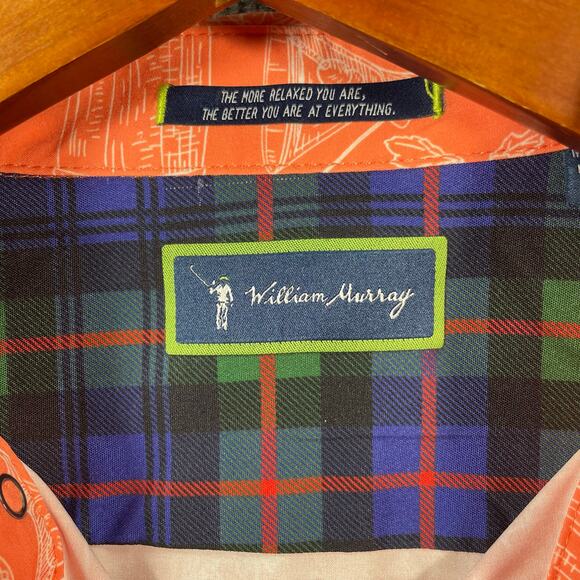 THE MORE RELAXED YOU ARE,
THE BETTER YOU ARE AT EVERYTHING.
William Murray